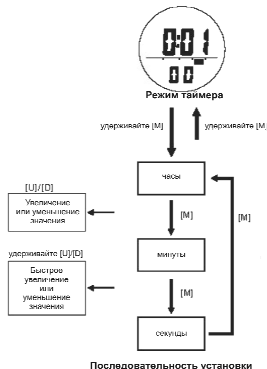 0:01
00
Режим таймера
удерживайте [M]
удерживайте [M]
часы
[U]/[D]
Увеличение
или уменьшение
значения
[M]
[M]
удерживайте [U]/[D]
минуты
Быстров
увеличение
или
уменьшение
значения
[M]
секунды
Последовательность установки